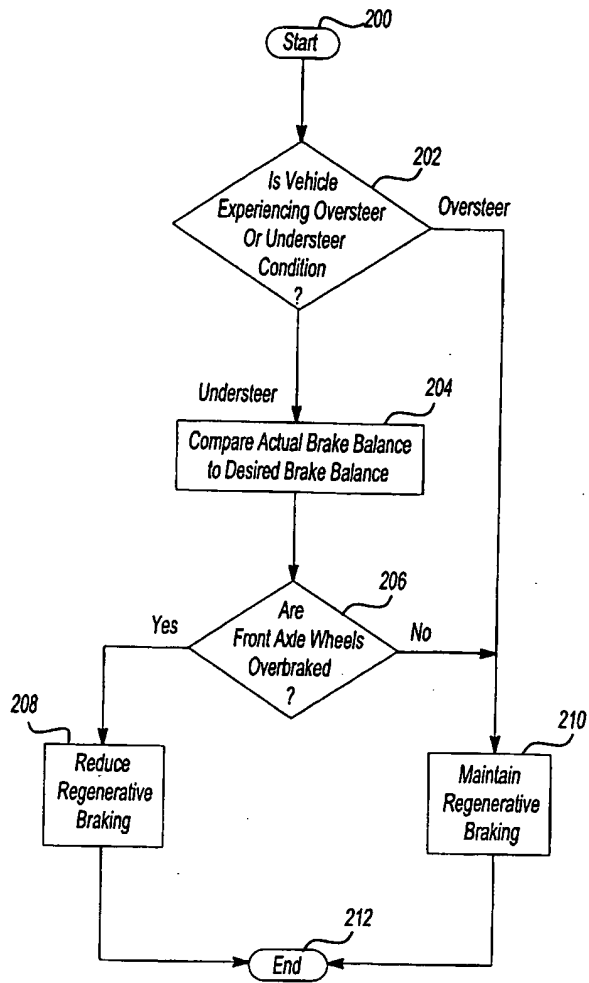 200
Start
202
Is Vehicle
Experiencing Oversteer
Or Understeer
Condition
?
Oversteer
Understeer
204
Compare Actual Brake Balance
to Desired Brake Balance
206
Are
Front Axle Wheels
Overbraked
?
Yes
No
208
Reduce
Regenerative
Braking
210
Maintain
Regenerative
Braking
212
End